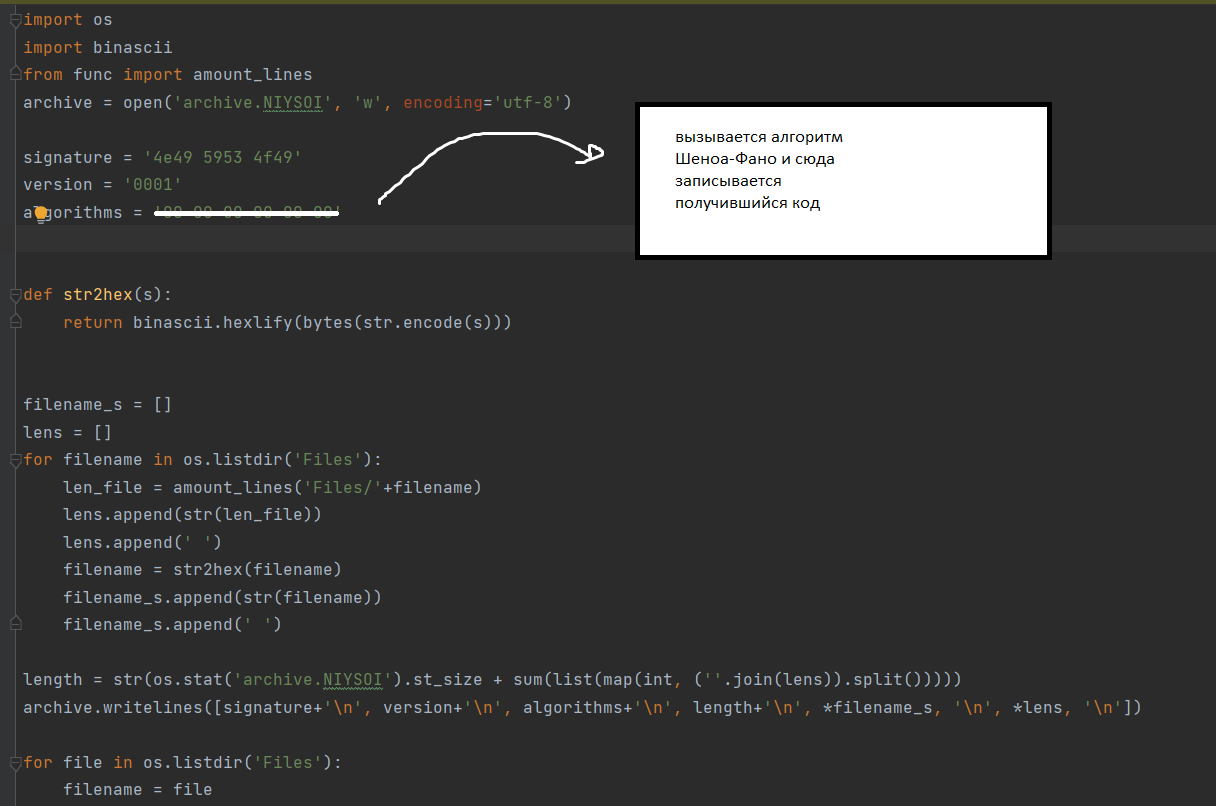 import os
import binascii
from func import amount_lines
archive = open('archive.NIYSOI', 'w', encoding='utf-8')
вызывается алгоритм
Шеноа-Фано и сюда
записывается
получившийся код
signature = '4e49 5953 4f49'
version = '0001'
algorithms =
def str2hex(s):
    return binascii.hexlify(bytes(str.encode(s)))
filename_s = []
lens = []
for filename in os.listdir('Files'):
    len_file = amount_lines('Files/'+filename)
    lens.append(str(len_file))
    lens.append(' ')
    filename = str2hex(filename)
    filename_s.append(str(filename))
    filename_s.append(' ')
length = str(os.stat('archive.NIYSOI').st_size + sum(list(map(int, (''.join(lens)).split()))))
archive.writelines([signature+'\n', version+'\n', algorithms+'\n', length+'\n', *filename_s, '\n', *lens, '\n'])
for file in os.listdir('Files'):
    filename = file